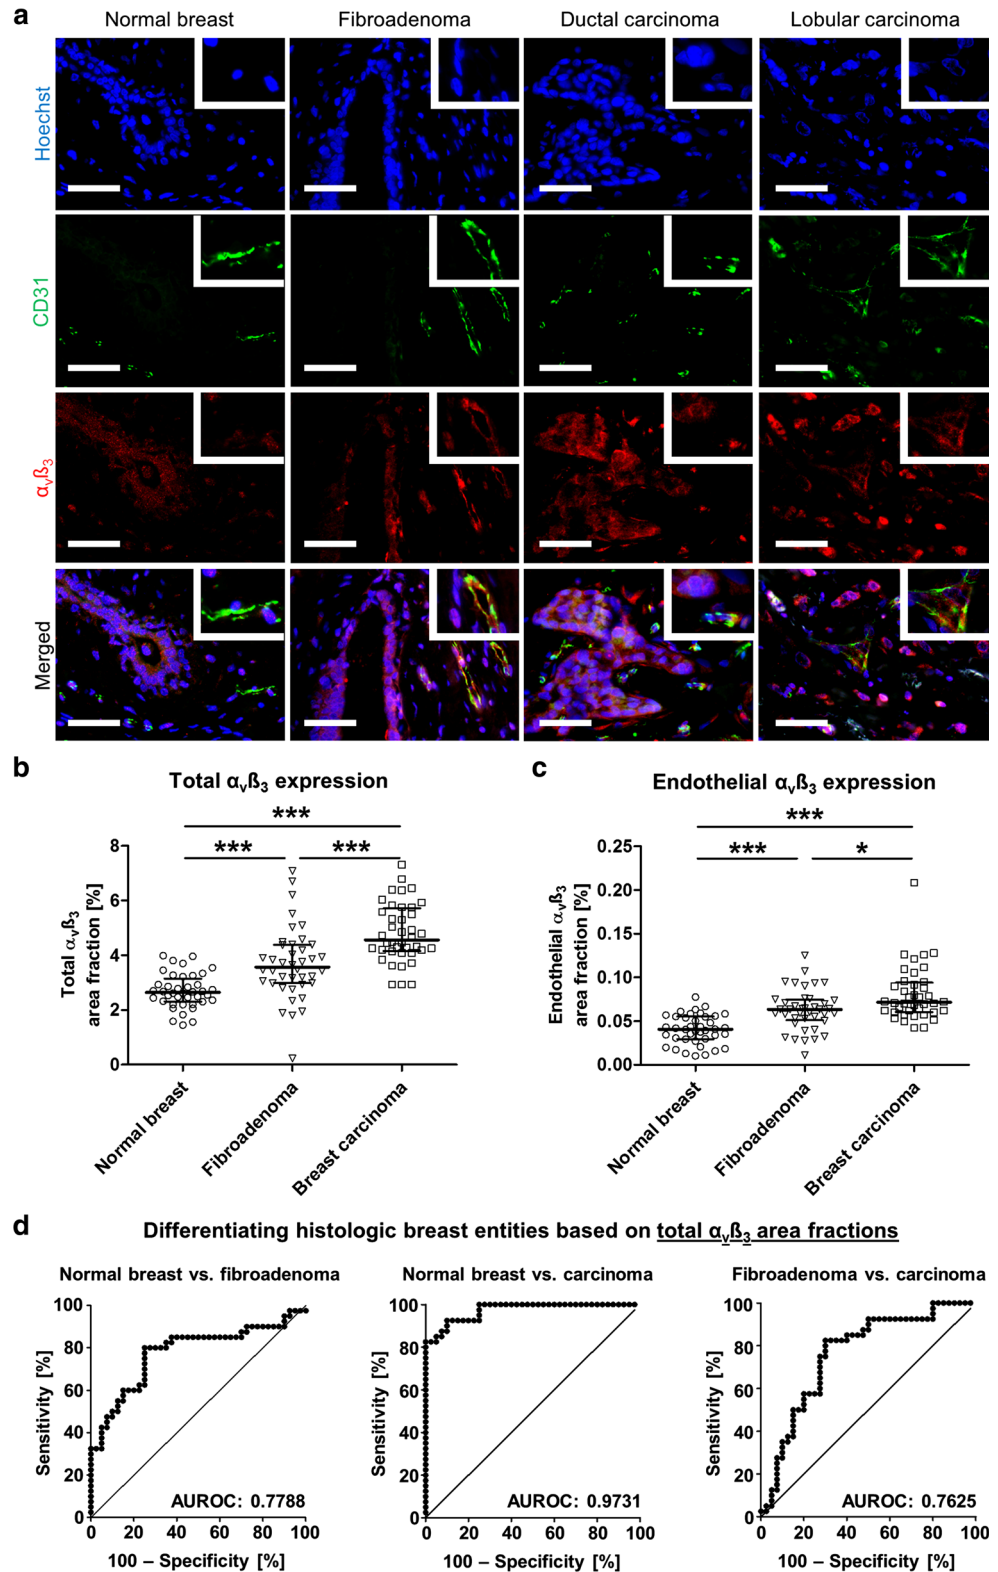 a
Normal breast Fibroadenoma Ductal carcinoma Lobular carcinoma
Hoechst
CD31
αvß3
Merged
b
Total αvß3 expression
***
*** ***
Total αvß3
area fraction [%]
8
6
4
2
0
Normal breast
Fibroadenoma
Breast carcinoma
c
Endothelial αvß3 expression
***
*** *
Endothelial αvß3
area fraction [%]
0.25
0.20
0.15
0.10
0.05
0.00
Normal breast
Fibroadenoma
Breast carcinoma
d
Differentiating histologic breast entities based on total αvß3 area fractions
Normal breast vs. fibroadenoma
Sensitivity [%]
100
80
60
40
20
0
AUROC: 0.7788
0 20 40 60 80 100
100 – Specificity [%]
Normal breast vs. carcinoma
Sensitivity [%]
100
80
60
40
20
0
AUROC: 0.9731
0 20 40 60 80 100
100 – Specificity [%]
Fibroadenoma vs. carcinoma
Sensitivity [%]
100
80
60
40
20
0
AUROC: 0.7625
0 20 40 60 80 100
100 – Specificity [%]